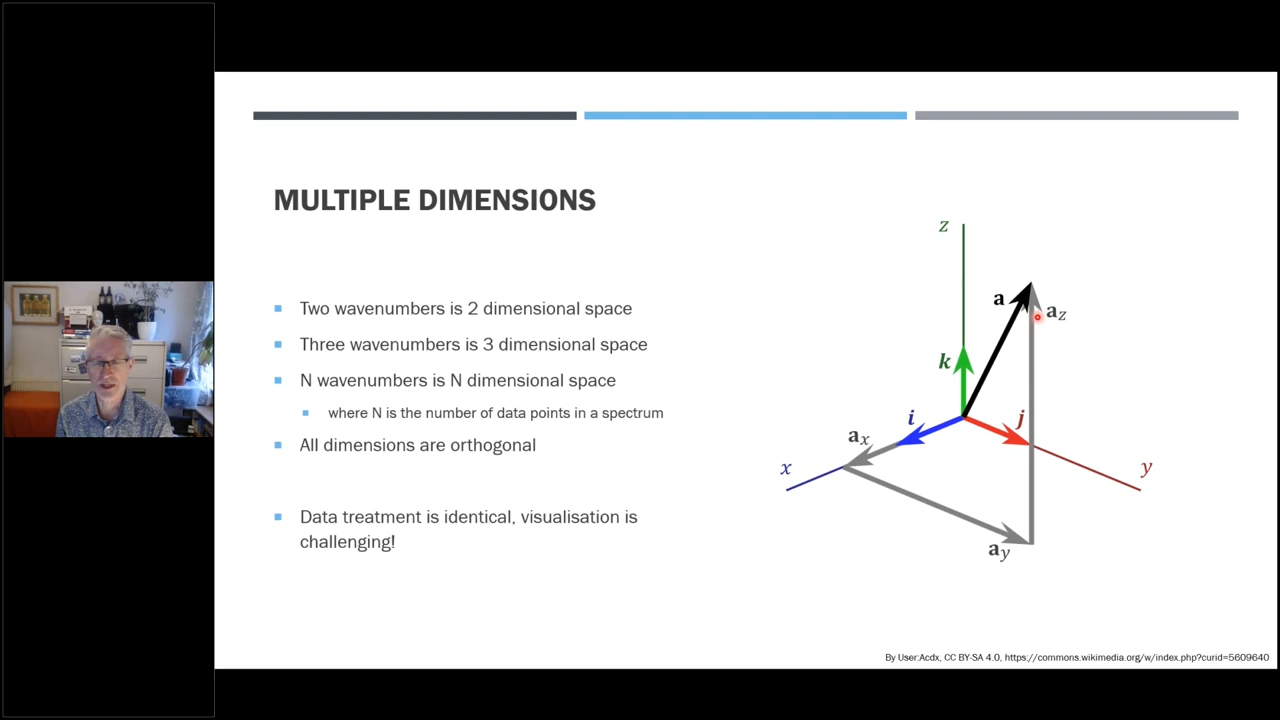 MULTIPLE DIMENSIONS
Two wavenumbers is 2 dimensional space
Three wavenumbers is 3 dimensional space
N wavenumbers is N dimensional space
where N is the number of data points in a spectrum
All dimensions are orthogonal
Data treatment is identical, visualisation is
challenging!
z
a
a_z
k
i
j
a_x
x
y
a_y
By User:Acdx, CC BY-SA 4.0, https://commons.wikimedia.org/w/index.php?curid=5609640